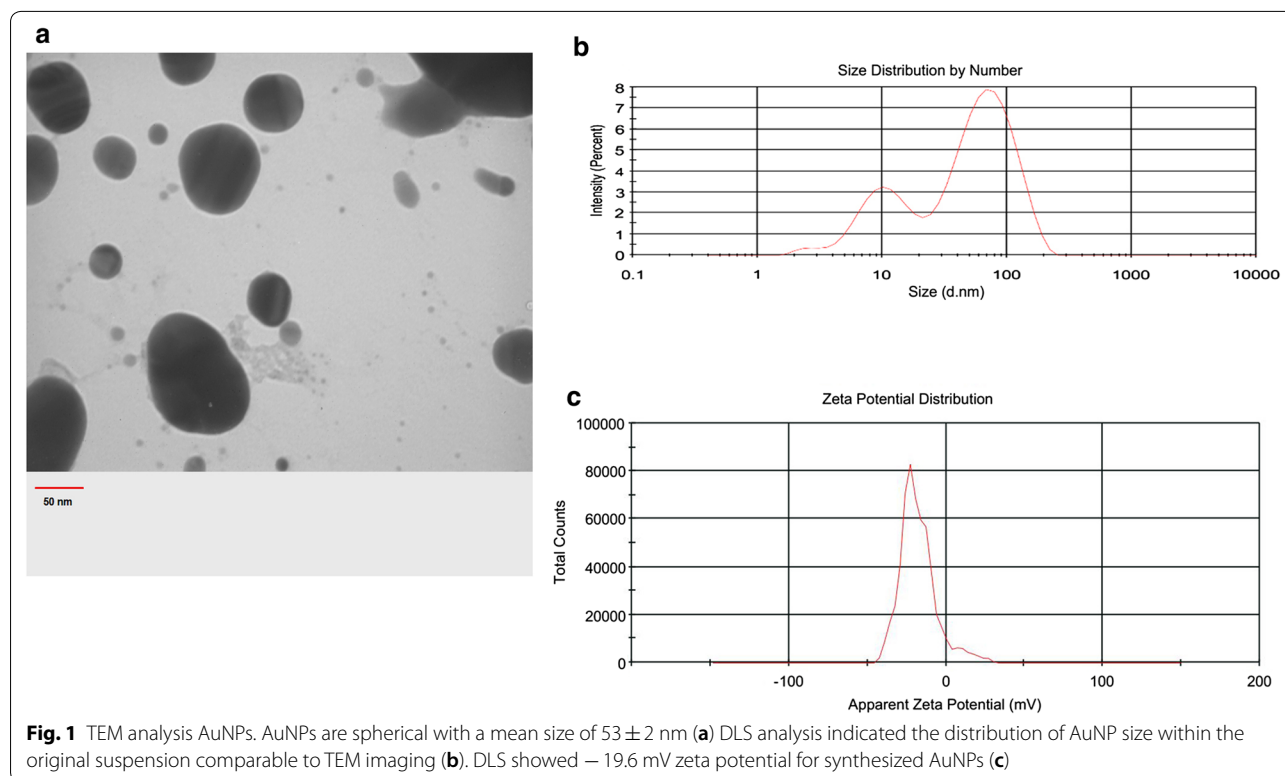 a
50 nm
b
Size Distribution by Number
Intensity (Percent)
8
7
6
5
4
3
2
1
0
0.1 1 10 100 1000 10000
Size (d.nm)
c
Zeta Potential Distribution
Total Counts
100000
80000
60000
40000
20000
0
-100 0 100 200
Apparent Zeta Potential (mV)
Fig. 1 TEM analysis AuNPs. AuNPs are spherical with a mean size of 53 ± 2 nm (a) DLS analysis indicated the distribution of AuNP size within the
original suspension comparable to TEM imaging (b). DLS showed − 19.6 mV zeta potential for synthesized AuNPs (c)